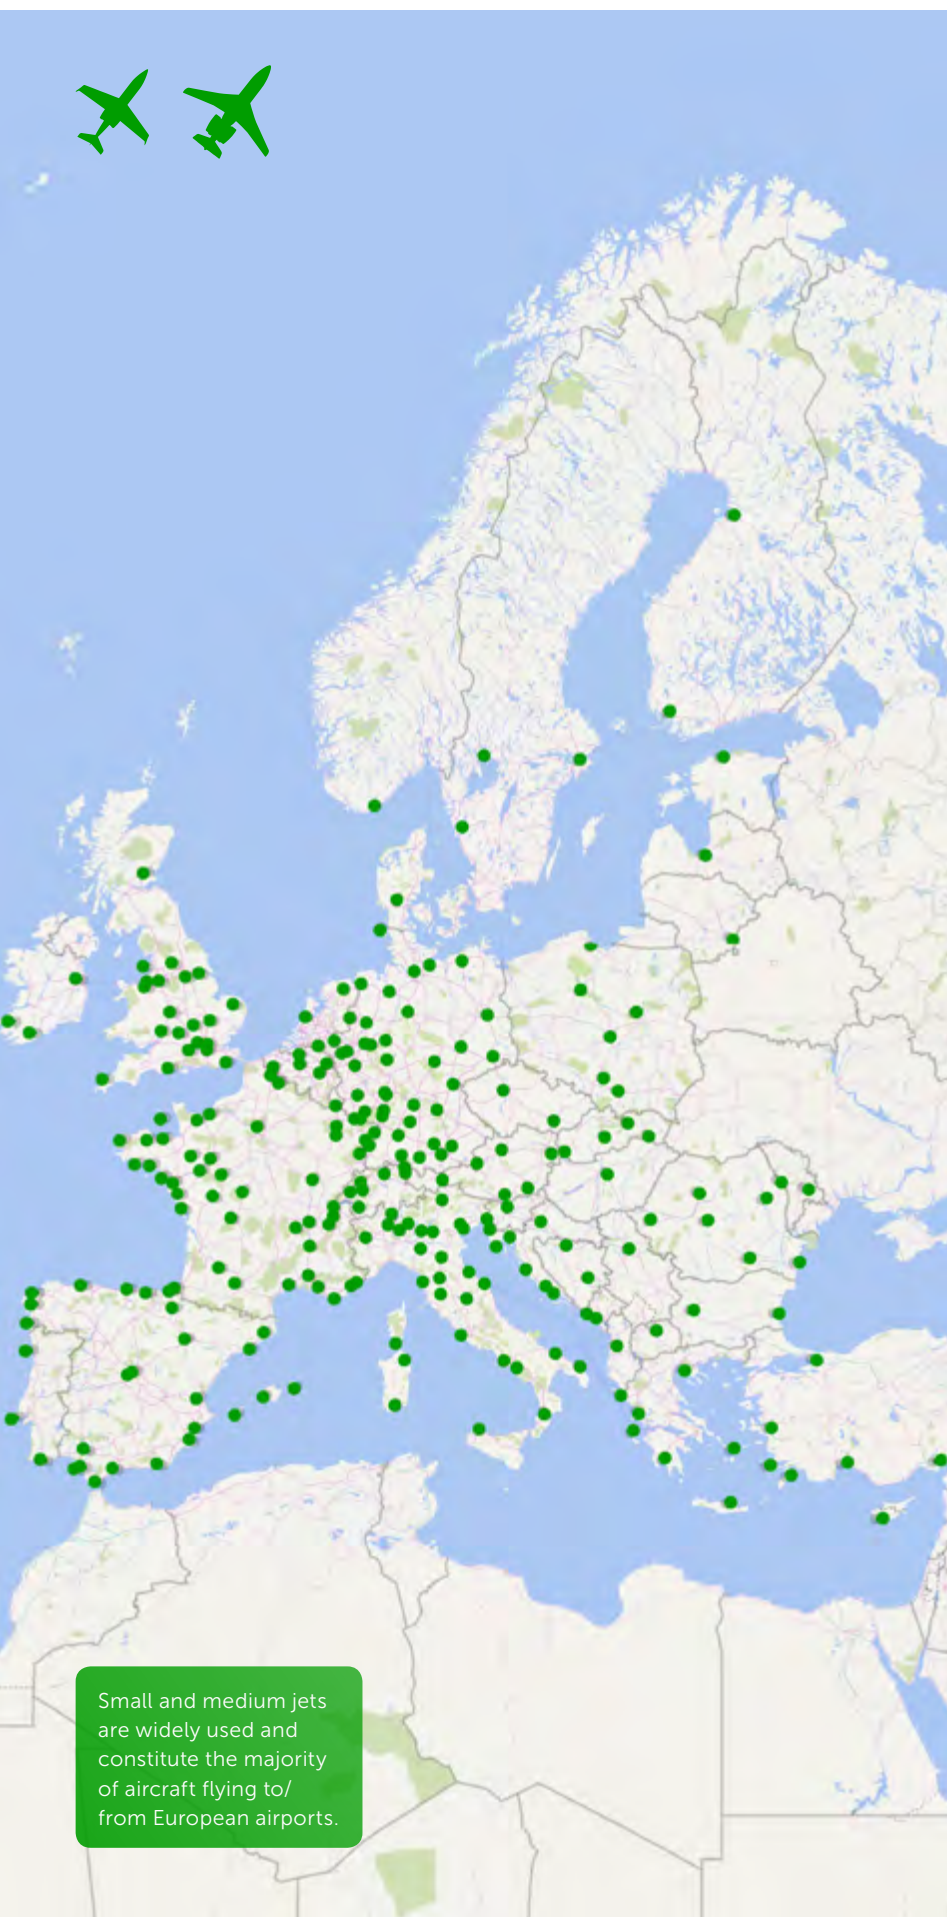 Small and medium jets
are widely used and
constitute the majority
of aircraft flying to/
from European airports.